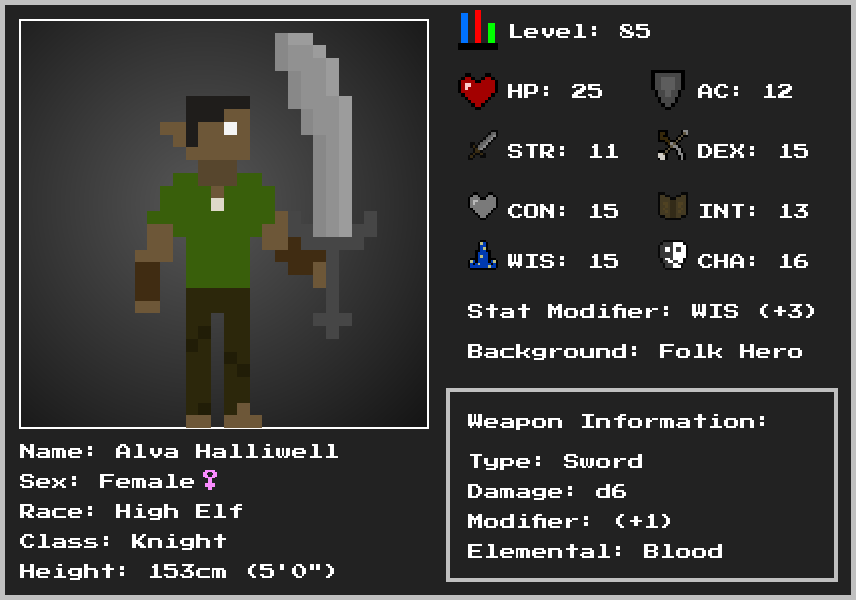 Level: 85
HP: 25 AC: 12
STR: 11 DEX: 15
CON: 15 INT: 13
WIS: 15 CHA: 16
Stat Modifier: WIS (+3)
Background: Folk Hero
Weapon Information:
Type: Sword
Damage: d6
Modifier: (+1)
Elemental: Blood
Name: Alva Halliwell
Sex: Female♀
Race: High Elf
Class: Knight
Height: 153cm (5'0")